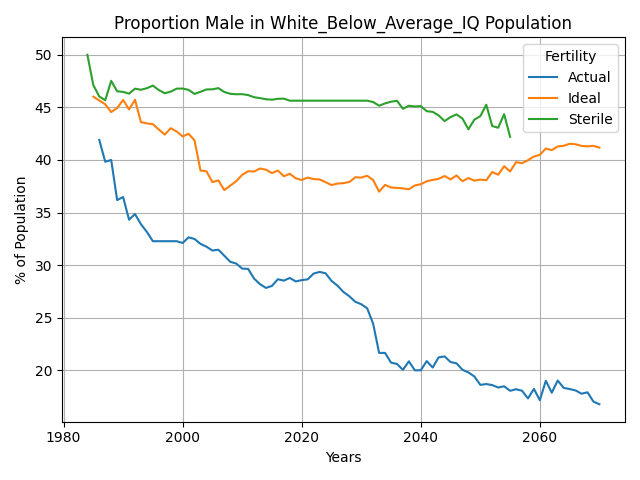 Proportion Male in White_Below_Average_IQ Population
Fertility
Actual
Ideal
Sterile
% of Population
50
45
40
35
30
25
20
1980
2000
2020
2040
2060
Years